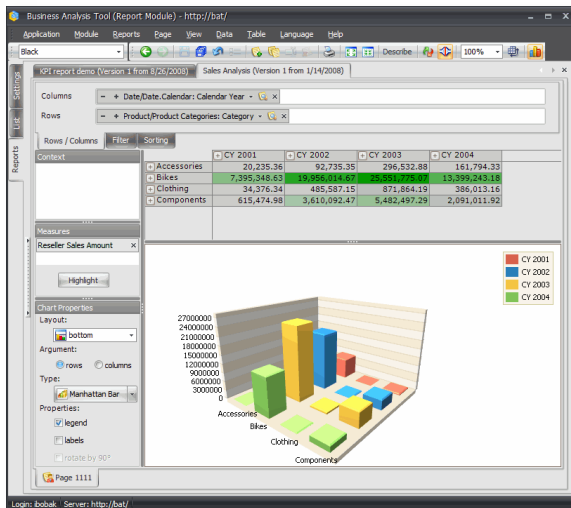 Business Analysis Tool (Report Module) - http://bat/
Application Module Reports Page View Data Table Language Help
Black Describe 100%
KPI report demo (Version 1 from 8/26/2008) Sales Analysis (Version 1 from 1/14/2008)
Settings
List
Reports
Columns - + Date/Date.Calendar: Calendar Year
Rows - + Product/Product Categories: Category
Rows / Columns Filter Sorting
Context
CY 2001 CY 2002 CY 2003 CY 2004
Accessories 20,235.36 92,735.35 296,532.88 161,794.33
Bikes 7,395,348.63 19,956,014.67 25,551,775.07 13,399,243.18
Clothing 34,376.34 485,587.15 871,864.19 386,013.16
Components 615,474.98 3,610,092.47 5,482,497.29 2,091,011.92
Measures
Reseller Sales Amount
Highlight
Chart Properties
Layout:
bottom
Argument:
rows columns
Type:
Manhattan Bar
Properties:
legend
labels
rotate by 90°
CY 2001
CY 2002
CY 2003
CY 2004
27000000
24000000
21000000
18000000
15000000
12000000
9000000
6000000
3000000
0
Accessories
Bikes
Clothing
Components
Page 1111
Login: ibobak Server: http://bat/